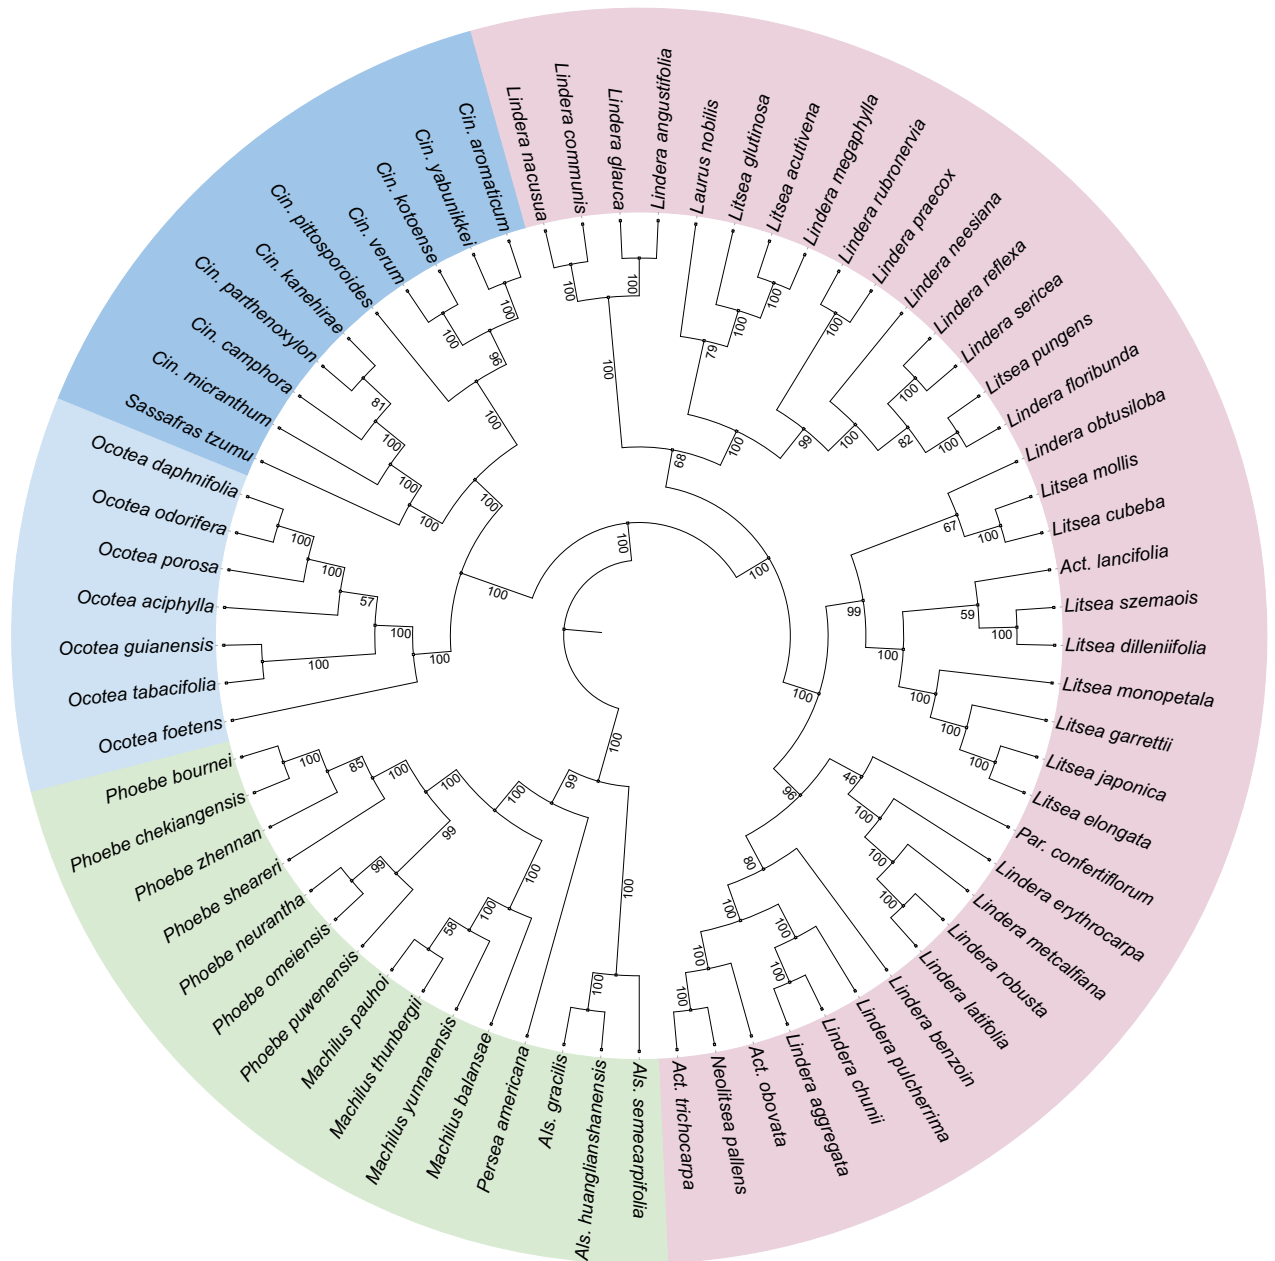 Lindera nacusua
Lindera communis
Lindera glauca
Lindera angustifolia
Laurus nobilis
Litsea glutinosa
Litsea acutivena
Lindera megaphylla
Lindera rubronervia
Lindera praecox
Lindera neesiana
Lindera reflexa
Lindera sericea
Litsea pungens
Lindera floribunda
Lindera obtusiloba
Litsea mollis
Litsea cubeba
Act. lancifolia
Litsea szemaois
Litsea dilleniifolia
Litsea monopetala
Litsea garrettii
Litsea japonica
Litsea elongata
Par. confertiflorum
Lindera erythrocarpa
Lindera metcalfiana
Lindera robusta
Lindera latifolia
Lindera benzoin
Lindera pulcherrima
Lindera chunii
Lindera aggregata
Act. obovata
Neolitsea pallens
Act. trichocarpa
Als. semecarpifolia
Als. huanglianshanensis
Als. gracilis
Persea americana
Machilus balansae
Machilus yunnanensis
Machilus thunbergii
Machilus pauhoi
Phoebe puwenensis
Phoebe omeiensis
Phoebe neurantha
Phoebe sheareri
Phoebe zhennan
Phoebe chekiangensis
Phoebe bournei
Ocotea foetens
Ocotea tabacifolia
Ocotea guianensis
Ocotea aciphylla
Ocotea porosa
Ocotea odorifera
Ocotea daphnifolia
Sassafras tzumu
Cin. micranthum
Cin. camphora
Cin. parthenoxylon
Cin. kanehirae
Cin. pittosporoides
Cin. verum
Cin. kotoense
Cin. yabunikkei
Cin. aromaticum
100
100
100
68
100
79
100
100
99
100
100
82
100
100
100
67
100
99
100
59
100
100
100
100
100
96
46
100
100
100
80
100
100
100
100
100
100
100
100
99
100
100
100
58
100
99
99
100
85
100
100
100
100
57
100
100
100
100
100
100
100
100
81
100
96
100
100
100